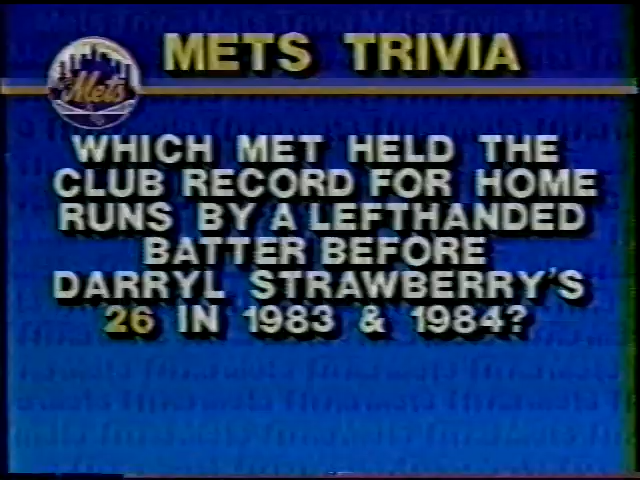 METS TRIVIA
Mets
WHICH MET HELD THE
CLUB RECORD FOR HOME
RUNS BY A LEFTHANDED
BATTER BEFORE
DARRYL STRAWBERRY'S
26 IN 1983 & 1984?